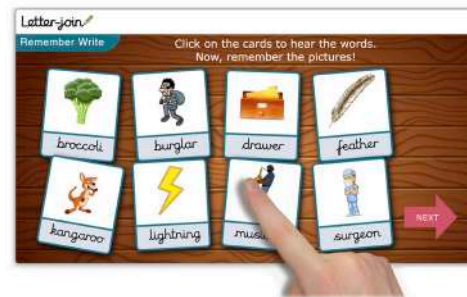 Letter-join
Remember Write
Click on the cards to hear the words.
Now, remember the pictures!
broccoli
burglar
drawer
feather
kangaroo
lightning
surgeon
NEXT